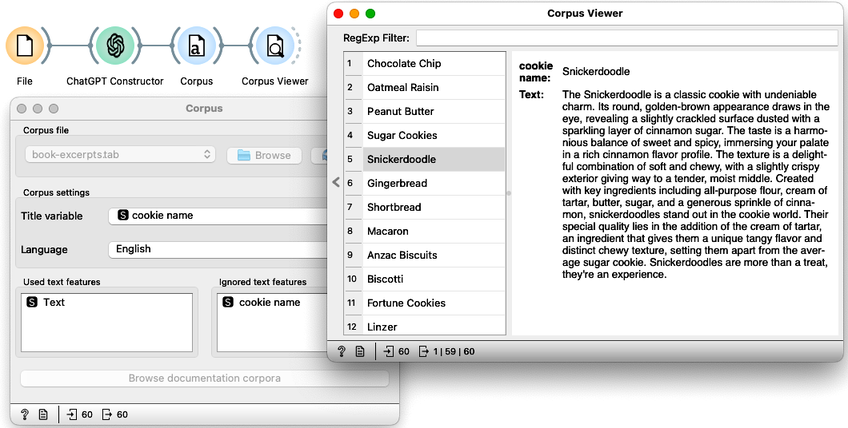 File
ChatGPT Constructor
Corpus
Corpus Viewer
Corpus
Corpus file
book-excerpts.tab
Browse
Corpus settings
Title variable
S cookie name
Language
English
Used text features
S Text
Ignored text features
S cookie name
Browse documentation corpora
? 60 60
Corpus Viewer
RegExp Filter:
1 Chocolate Chip
2 Oatmeal Raisin
3 Peanut Butter
4 Sugar Cookies
5 Snickerdoodle
6 Gingerbread
7 Shortbread
8 Macaron
9 Anzac Biscuits
10 Biscotti
11 Fortune Cookies
12 Linzer
cookie
name: Snickerdoodle
Text: The Snickerdoodle is a classic cookie with undeniable
charm. Its round, golden-brown appearance draws in the
eye, revealing a slightly crackled surface dusted with a
sparkling layer of cinnamon sugar. The taste is a harmo-
nious balance of sweet and spicy, immersing your palate
in a rich cinnamon flavor profile. The texture is a delight-
ful combination of soft and chewy, with a slightly crispy
exterior giving way to a tender, moist middle. Created
with key ingredients including all-purpose flour, cream of
tartar, butter, sugar, and a generous sprinkle of cinna-
mon, snickerdoodles stand out in the cookie world. Their
special quality lies in the addition of the cream of tartar,
an ingredient that gives them a unique tangy flavor and
distinct chewy texture, setting them apart from the aver-
age sugar cookie. Snickerdoodles are more than a treat,
they're an experience.
? 60 1 | 59 | 60